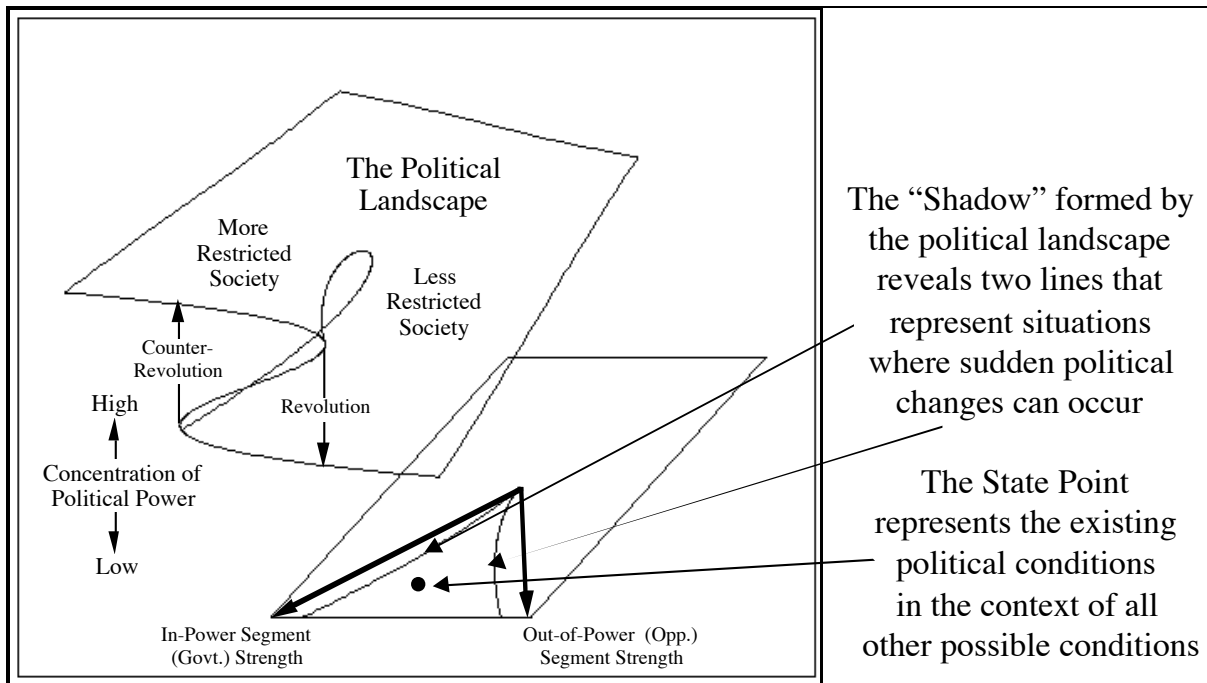 The Political
Landscape
More
Restricted
Society
Less
Restricted
Society
Counter-
Revolution
Revolution
High
Concentration of
Political Power
Low
In-Power Segment
(Govt.) Strength
Out-of-Power (Opp.)
Segment Strength
The “Shadow” formed by
the political landscape
reveals two lines that
represent situations
where sudden political
changes can occur
The State Point
represents the existing
political conditions
in the context of all
other possible conditions